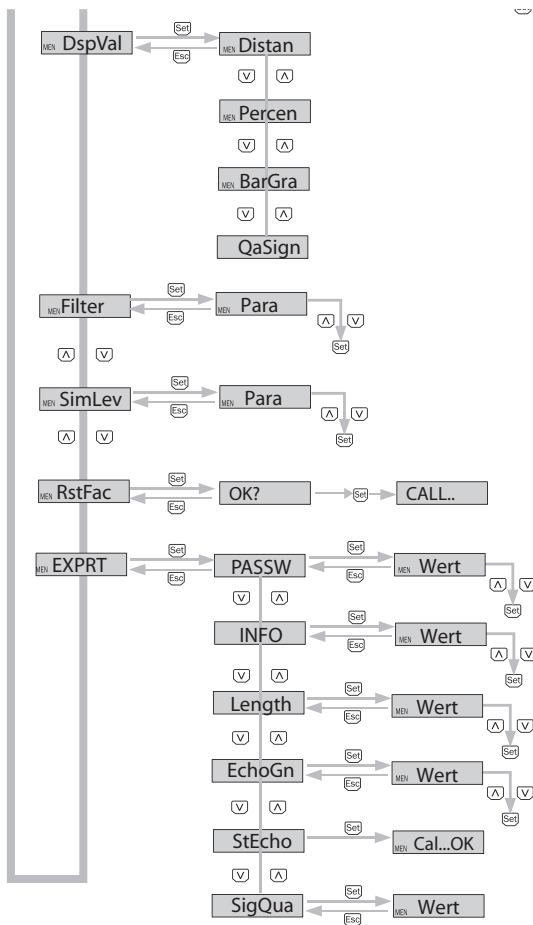 Set
MEN DspVal
Esc
MEN Distan
V Λ
MEN Percen
V Λ
MEN BarGra
V Λ
QaSign
MEN Filter
Set
Esc
MEN Para
Λ V
Set
Λ V
MEN SimLev
Set
Esc
MEN Para
Λ V
Set
Λ V
MEN RstFac
Set
Esc
OK?
Set
CALL..
MEN EXPRT
Set
Esc
PASSW
Set
Esc
MEN Wert
Λ V
Set
V Λ
INFO
Set
Esc
MEN Wert
Λ V
Set
V Λ
Length
Set
Esc
MEN Wert
Λ V
Set
V Λ
EchoGn
Set
Esc
MEN Wert
Λ V
Set
V Λ
StEcho
Set
MEN Cal...OK
V Λ
SigQua
Set
Esc
MEN Wert